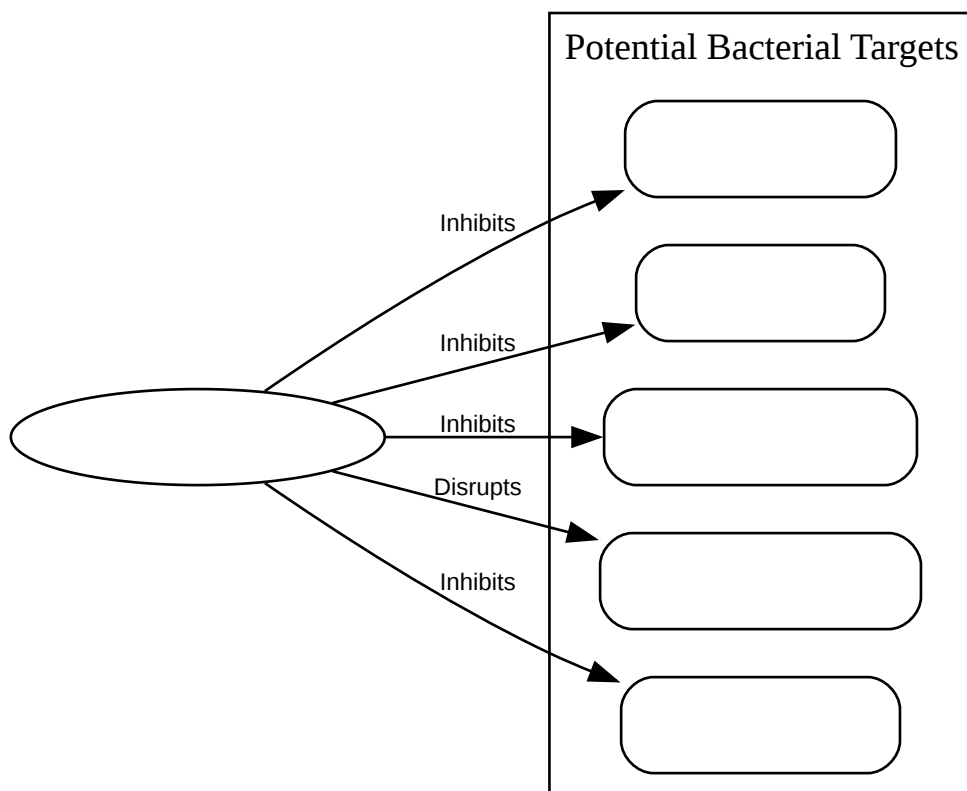 Potential Bacterial Targets
Inhibits
Inhibits
Inhibits
Disrupts
Inhibits